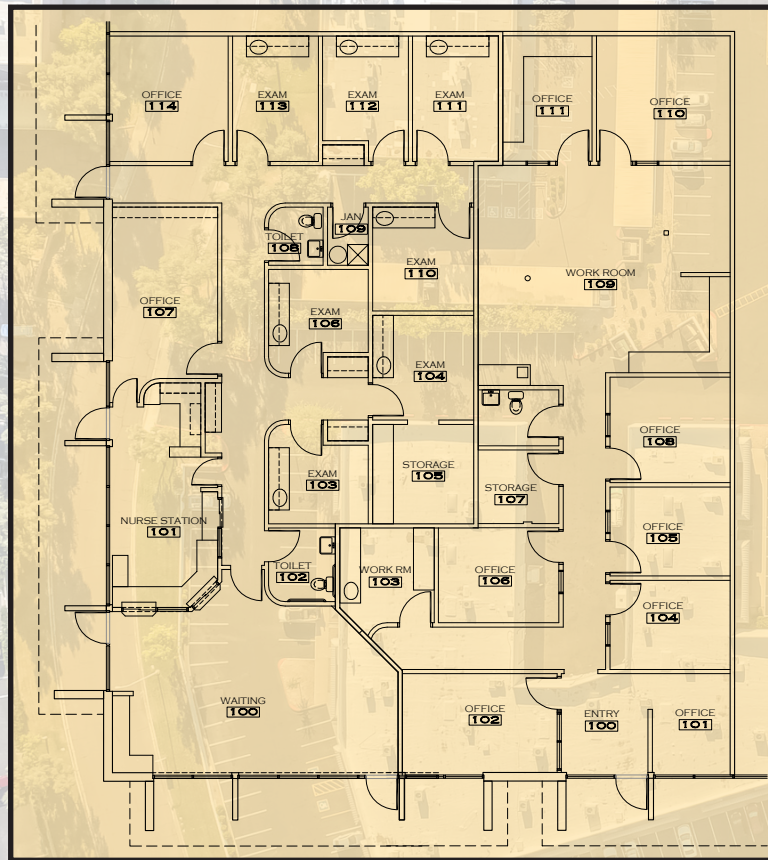 OFFICE
114
EXAM
113
EXAM
112
EXAM
111
OFFICE
111
OFFICE
110
TOILET
108
JAN
109
EXAM
110
WORK ROOM
109
OFFICE
107
EXAM
106
EXAM
104
OFFICE
108
EXAM
103
STORAGE
105
STORAGE
107
NURSE STATION
101
OFFICE
105
TOILET
102
WORK RM
103
OFFICE
106
OFFICE
104
WAITING
100
OFFICE
102
ENTRY
100
OFFICE
101